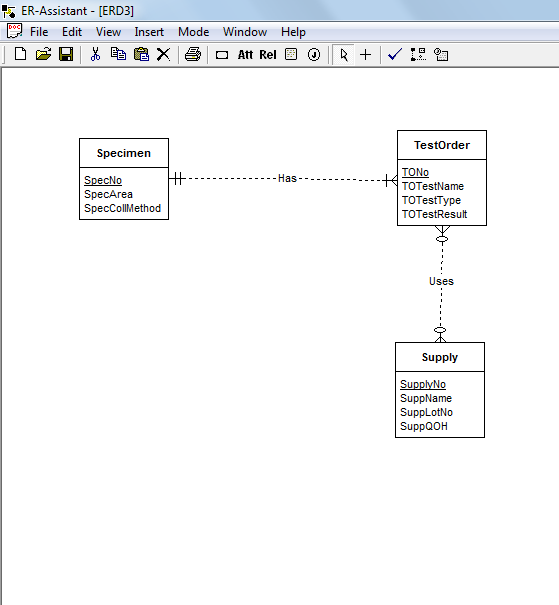 ER-Assistant - [ERD3]
DOC File Edit View Insert Mode Window Help
Att Rel J
Specimen
SpecNo
SpecArea
SpecCollMethod
Has
TestOrder
TONo
TOTestName
TOTestType
TOTestResult
Uses
Supply
SupplyNo
SuppName
SuppLotNo
SuppQOH